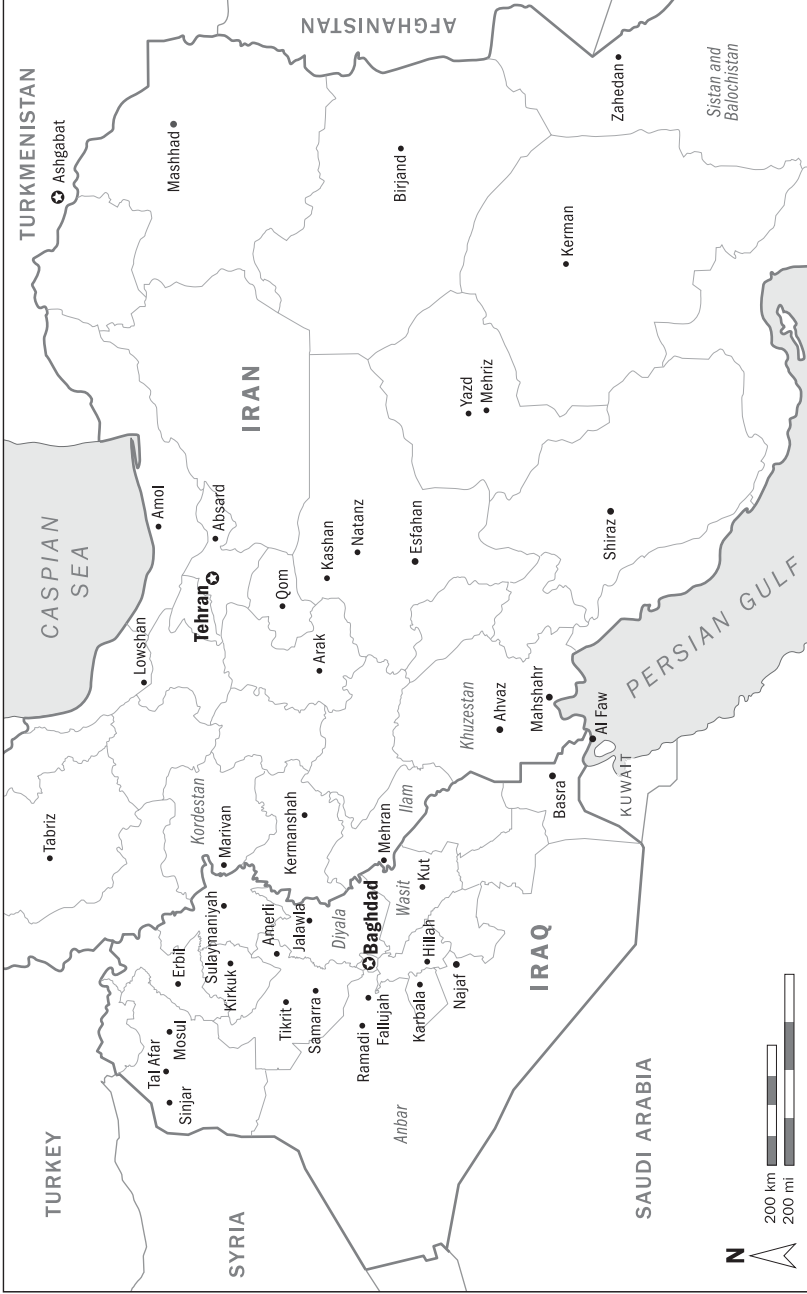 TURKEY
SYRIA
SAUDI ARABIA
IRAQ
KUWAIT
IRAN
TURKMENISTAN
AFGHANISTAN
CASPIAN
SEA
PERSIAN GULF
Tal Afar
Mosul
Sinjar
Erbil
Sulaymaniyah
Kirkuk
Amerli
Jalawla
Tikrit
Samarra
Diyala
Ramadi
Fallujah
Baghdad
Anbar
Karbala
Hillah
Najaf
Wasit
Kut
Basra
Al Faw
Tabriz
Kordestan
Marivan
Kermanshah
Mehran
Ilam
Khuzestan
Ahvaz
Mahshahr
Lowshan
Amol
Tehran
Absard
Qom
Arak
Kashan
Natanz
Esfahan
Yazd
Mehriz
Shiraz
Kerman
Ashgabat
Mashhad
Birjand
Zahedan
Sistan and
Balochistan
N
200 km
200 mi